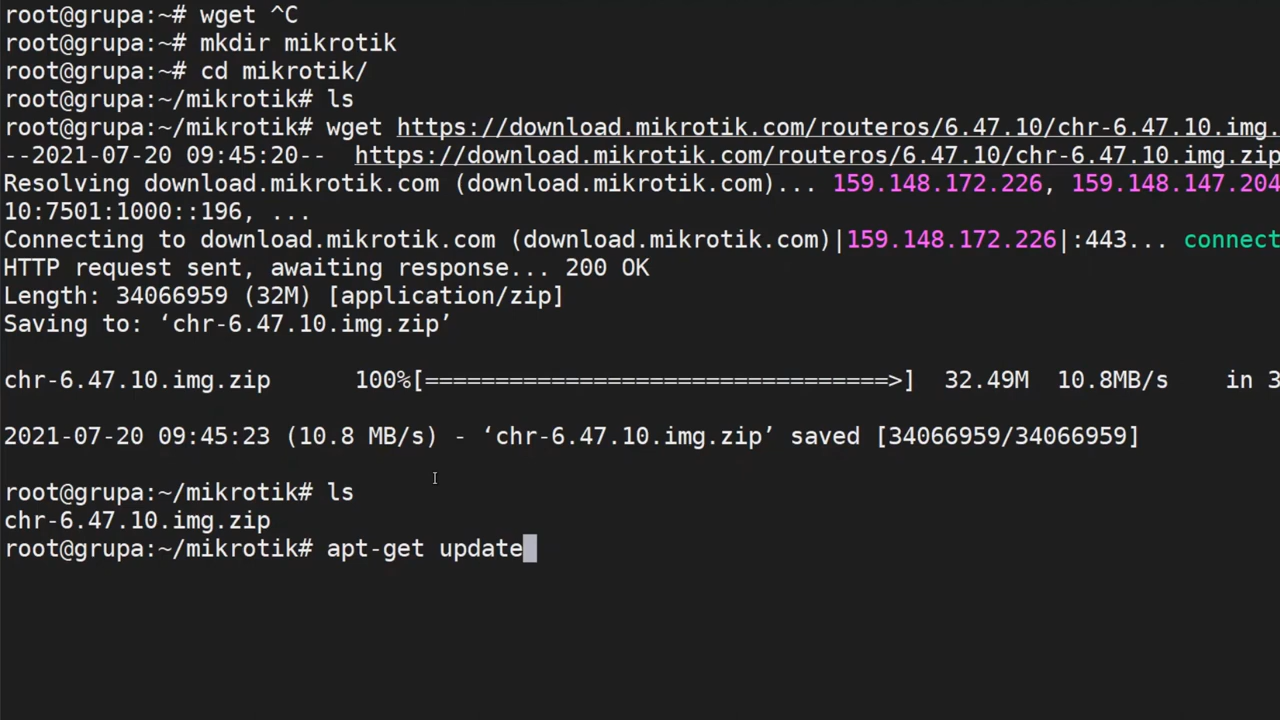 root@grupa:~# wget ^C
root@grupa:~# mkdir mikrotik
root@grupa:~# cd mikrotik/
root@grupa:~/mikrotik# ls
root@grupa:~/mikrotik# wget https://download.mikrotik.com/routeros/6.47.10/chr-6.47.10.img.
--2021-07-20 09:45:20--  https://download.mikrotik.com/routeros/6.47.10/chr-6.47.10.img.zip
Resolving download.mikrotik.com (download.mikrotik.com)... 159.148.172.226, 159.148.147.204
10:7501:1000::196, ...
Connecting to download.mikrotik.com (download.mikrotik.com)|159.148.172.226|:443... connect
HTTP request sent, awaiting response... 200 OK
Length: 34066959 (32M) [application/zip]
Saving to: ‘chr-6.47.10.img.zip’
chr-6.47.10.img.zip      100%[=================================>]  32.49M  10.8MB/s    in 3
2021-07-20 09:45:23 (10.8 MB/s) - ‘chr-6.47.10.img.zip’ saved [34066959/34066959]
root@grupa:~/mikrotik# ls
chr-6.47.10.img.zip
root@grupa:~/mikrotik# apt-get update